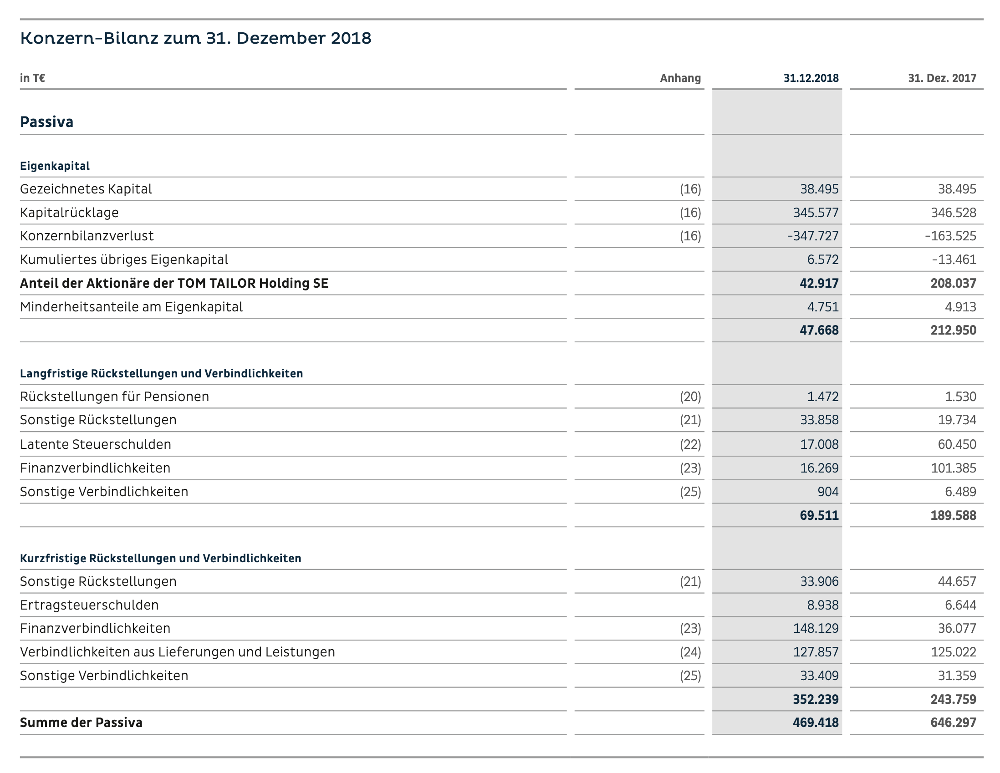 Konzern-Bilanz zum 31. Dezember 2018
in T€ Anhang 31.12.2018 31. Dez. 2017
Passiva
Eigenkapital
Gezeichnetes Kapital (16) 38.495 38.495
Kapitalrücklage (16) 345.577 346.528
Konzernbilanzverlust (16) -347.727 -163.525
Kumuliertes übriges Eigenkapital 6.572 -13.461
Anteil der Aktionäre der TOM TAILOR Holding SE 42.917 208.037
Minderheitsanteile am Eigenkapital 4.751 4.913
47.668 212.950
Langfristige Rückstellungen und Verbindlichkeiten
Rückstellungen für Pensionen (20) 1.472 1.530
Sonstige Rückstellungen (21) 33.858 19.734
Latente Steuerschulden (22) 17.008 60.450
Finanzverbindlichkeiten (23) 16.269 101.385
Sonstige Verbindlichkeiten (25) 904 6.489
69.511 189.588
Kurzfristige Rückstellungen und Verbindlichkeiten
Sonstige Rückstellungen (21) 33.906 44.657
Ertragsteuerschulden 8.938 6.644
Finanzverbindlichkeiten (23) 148.129 36.077
Verbindlichkeiten aus Lieferungen und Leistungen (24) 127.857 125.022
Sonstige Verbindlichkeiten (25) 33.409 31.359
352.239 243.759
Summe der Passiva 469.418 646.297